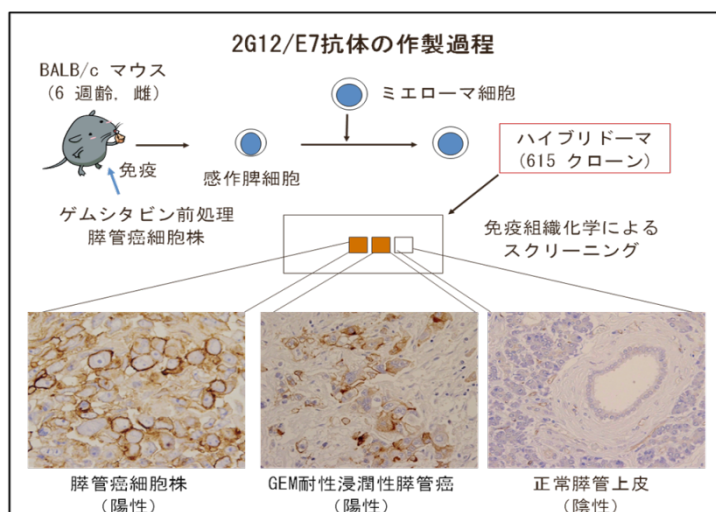 2G12/E7抗体の作製過程
BALB/c マウス
(6 週齢, 雌)
ミエローマ細胞
ハイブリドーマ
(615 クローン)
免疫
感作脾細胞
ゲムシタビン前処理
膵管癌細胞株
免疫組織化学による
スクリーニング
膵管癌細胞株
(陽性)
GEM耐性浸潤性膵管癌
(陽性)
正常膵管上皮
(陰性)